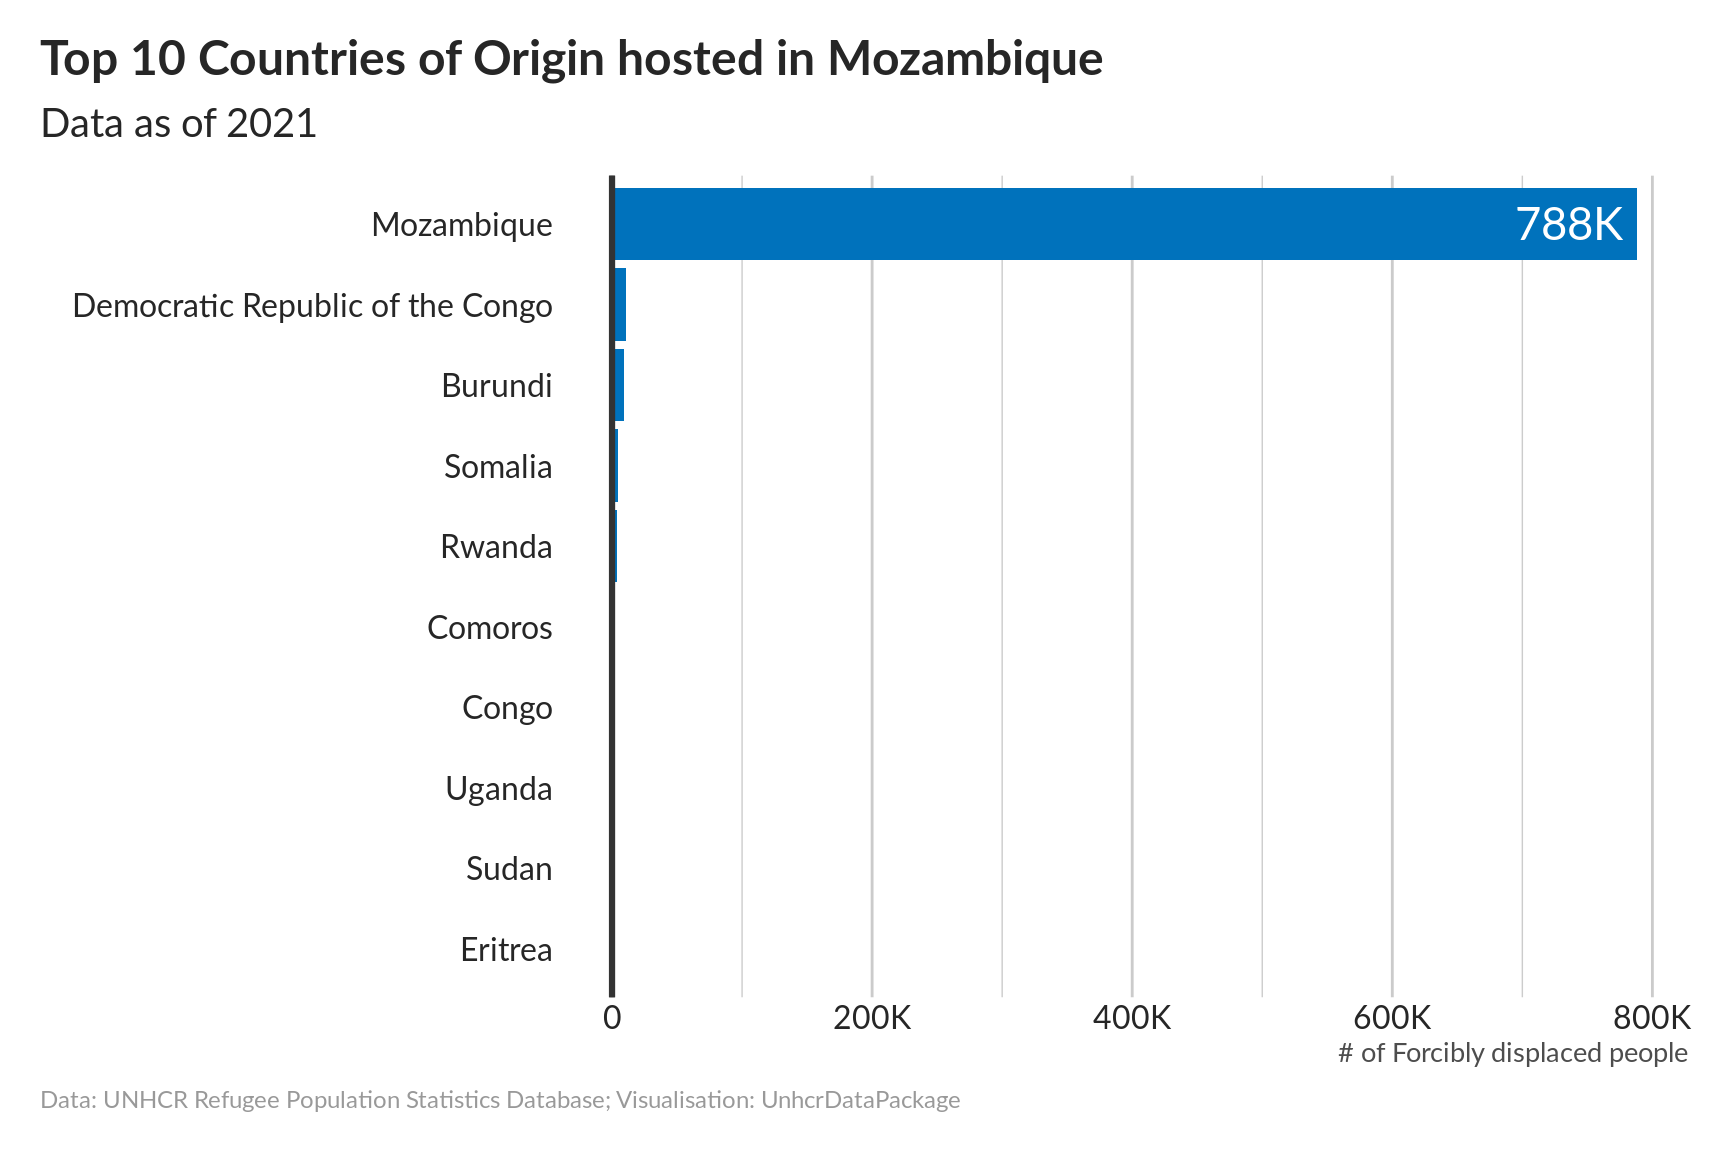 Top 10 Countries of Origin hosted in Mozambique
Data as of 2021
Mozambique
788K
Democratic Republic of the Congo
Burundi
Somalia
Rwanda
Comoros
Congo
Uganda
Sudan
Eritrea
0 200K 400K 600K 800K
# of Forcibly displaced people
Data: UNHCR Refugee Population Statistics Database; Visualisation: UnhcrDataPackage